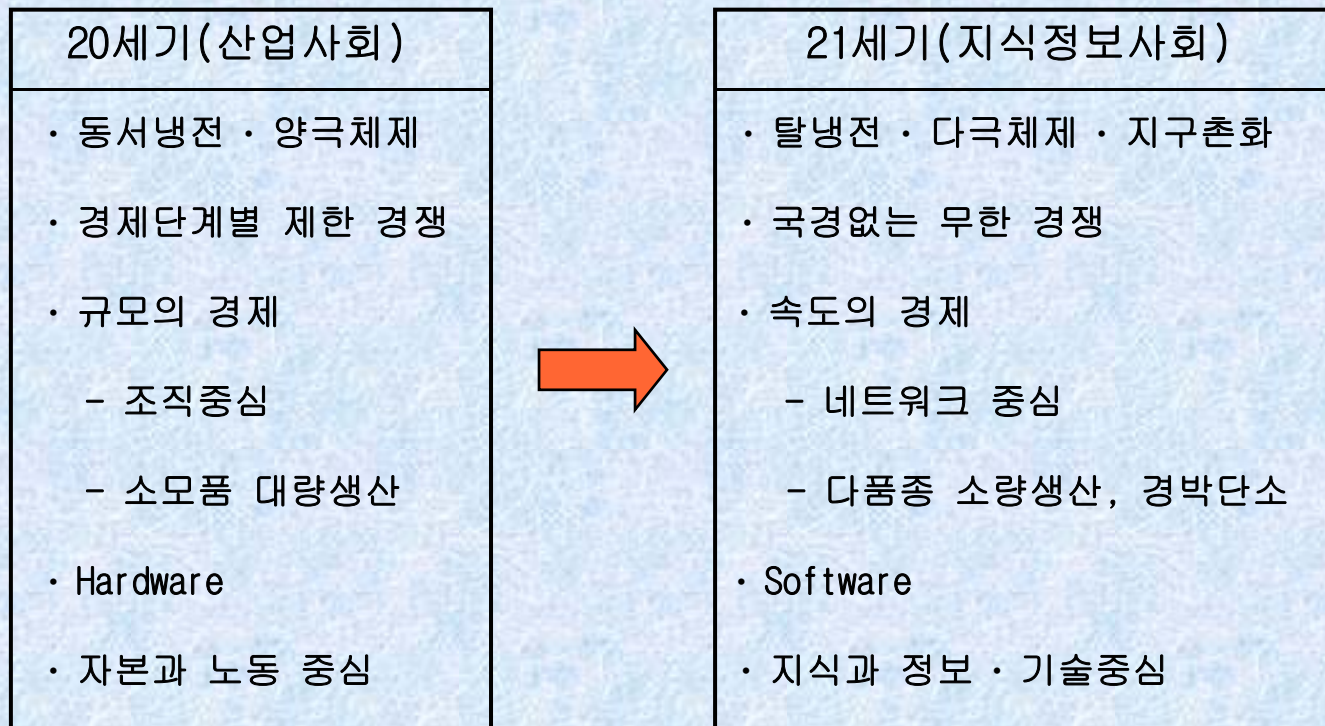 20세기(산업사회)
· 동서냉전 · 양극체제
· 경제단계별 제한 경쟁
· 규모의 경제
- 조직중심
- 소모품 대량생산
· Hardware
· 자본과 노동 중심
21세기(지식정보사회)
· 탈냉전 · 다극체제 · 지구촌화
· 국경없는 무한 경쟁
· 속도의 경제
- 네트워크 중심
- 다품종 소량생산, 경박단소
· Software
· 지식과 정보 · 기술중심